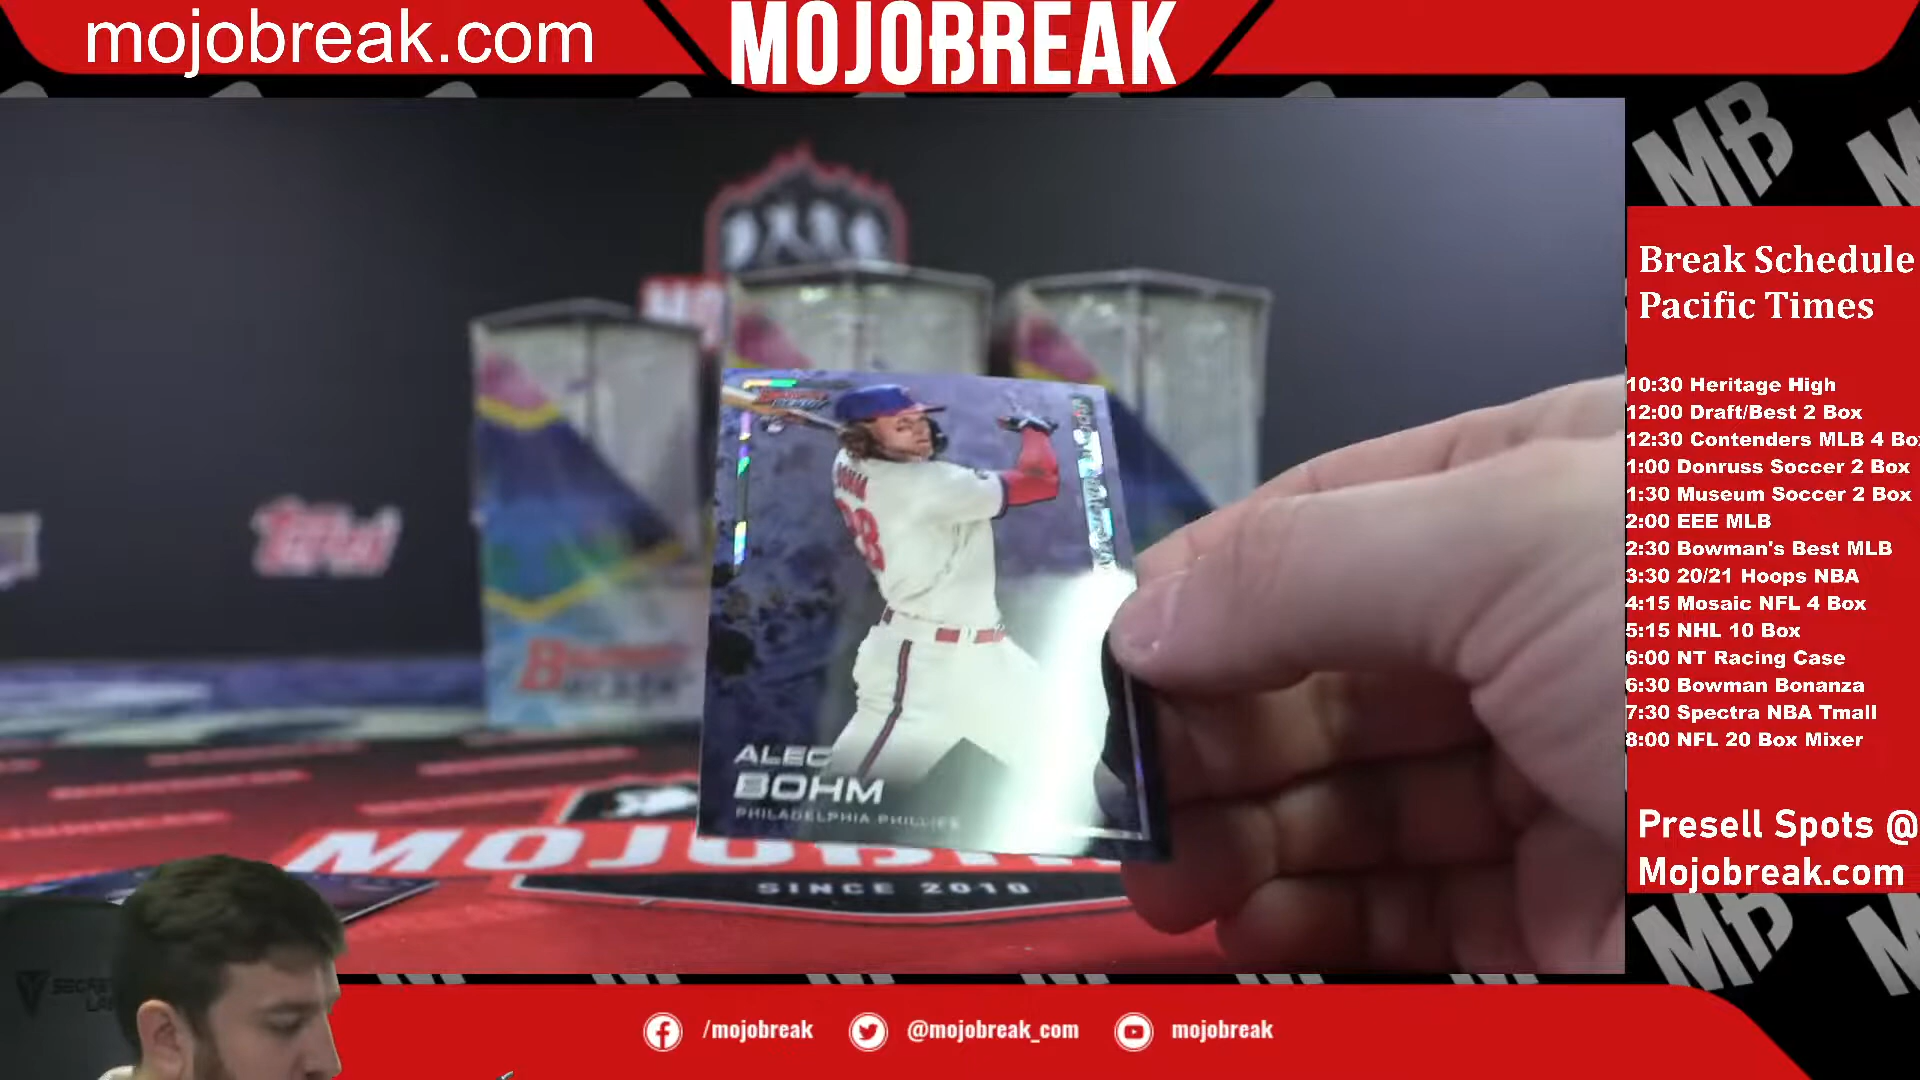 mojobreak.com
MOJOBREAK
MB
Break Schedule
Pacific Times
10:30 Heritage High
12:00 Draft/Best 2 Box
12:30 Contenders MLB 4 Box
1:00 Donruss Soccer 2 Box
1:30 Museum Soccer 2 Box
2:00 EEE MLB
2:30 Bowman's Best MLB
3:30 20/21 Hoops NBA
4:15 Mosaic NFL 4 Box
5:15 NHL 10 Box
6:00 NT Racing Case
6:30 Bowman Bonanza
7:30 Spectra NBA Tmall
8:00 NFL 20 Box Mixer
Presell Spots @
Mojobreak.com
MB
Topps
BOHM
28
ALEC
BOHM
PHILADELPHIA PHILLIES
SINCE 2010
/mojobreak
@mojobreak_com
mojobreak